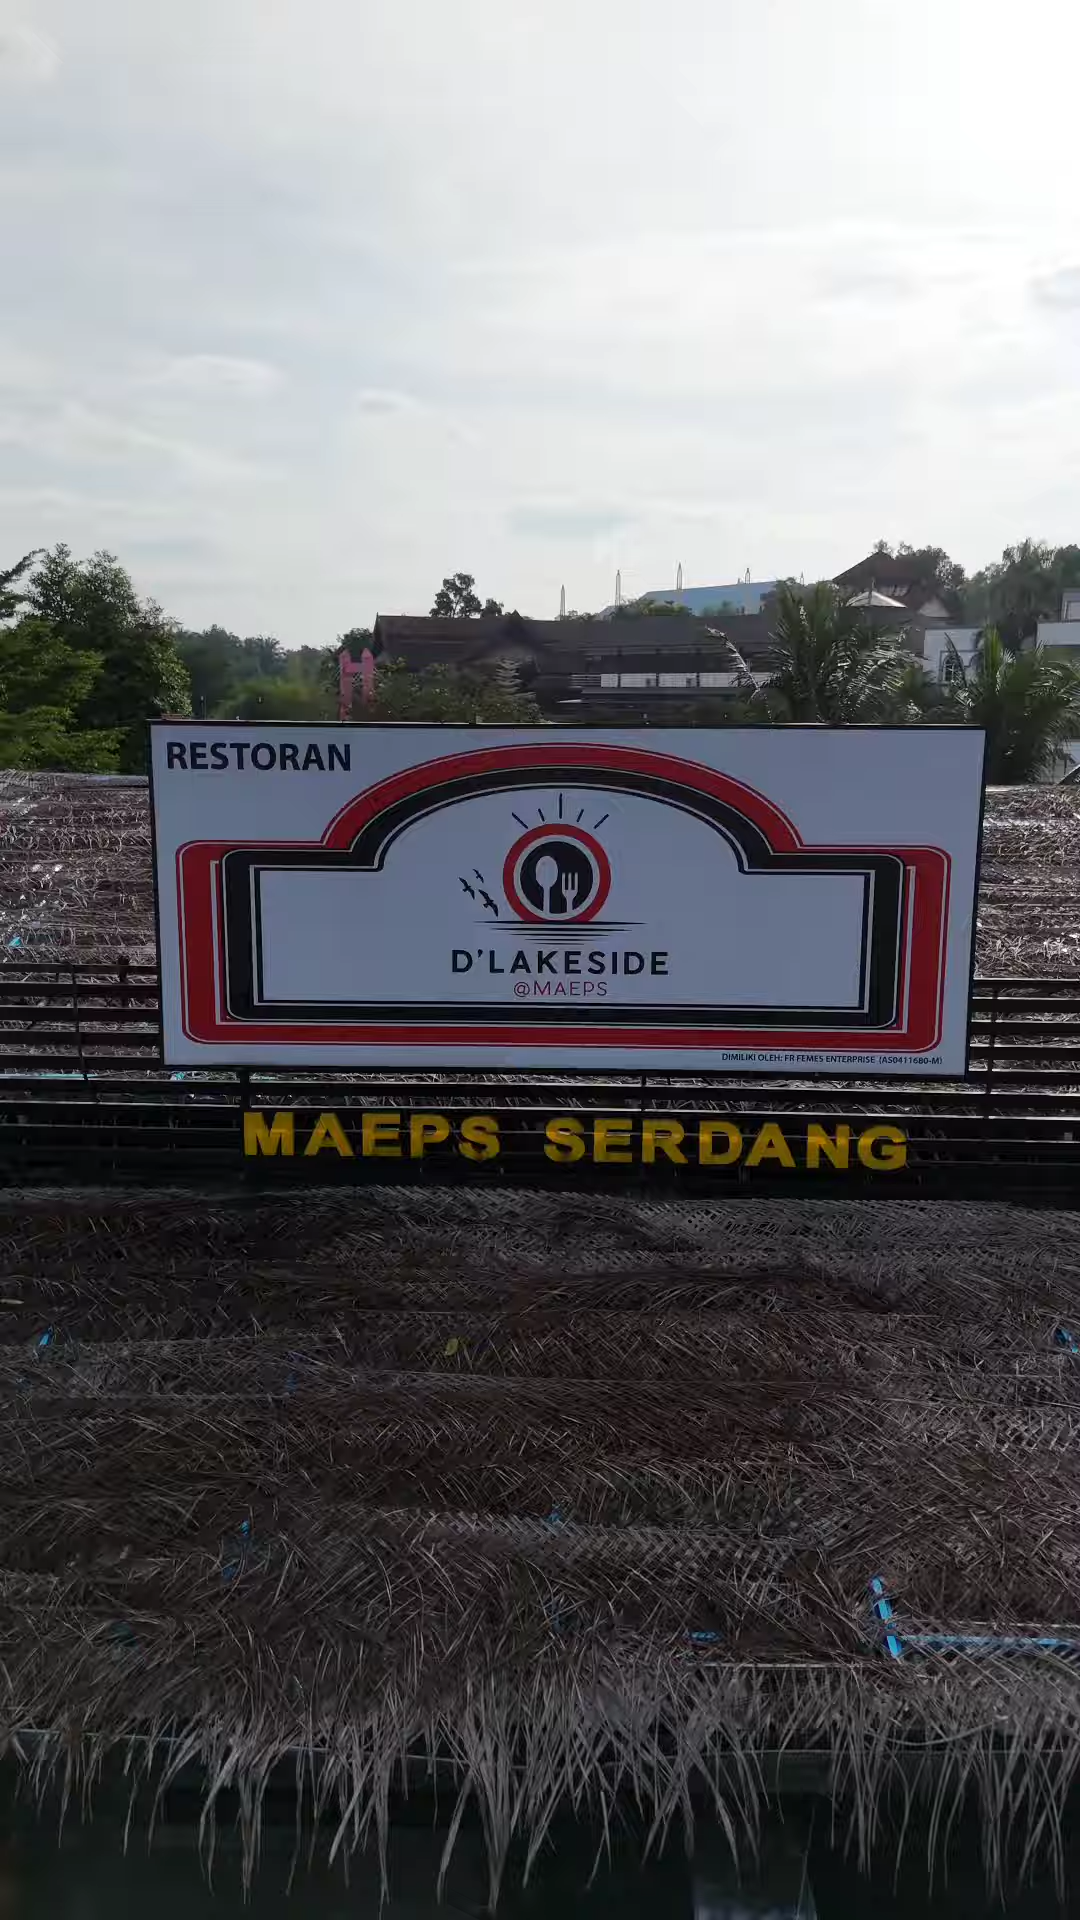 RESTORAN
D'LAKESIDE
@MAEPS
DIMILIKI OLEH: FR FEMES ENTERPRISE (AS0411680-M)
MAEPS SERDANG